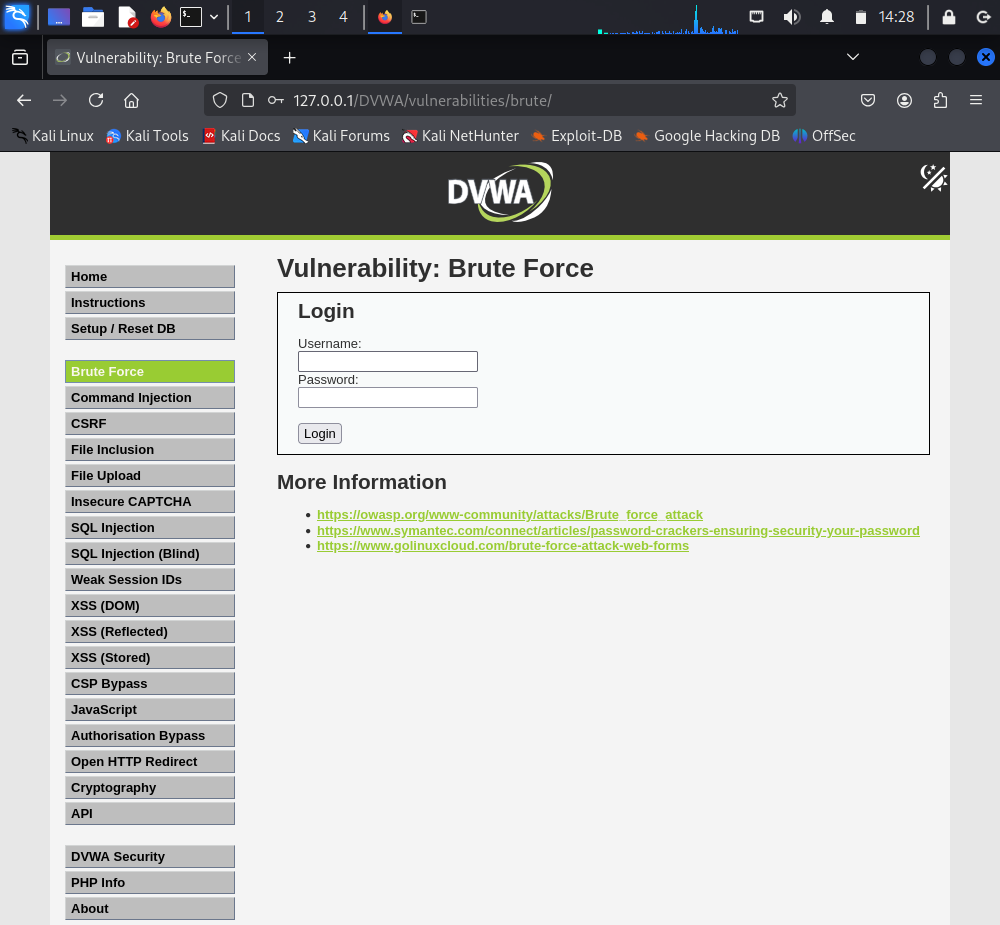 1 2 3 4 14:28
Vulnerability: Brute Force
127.0.0.1/DVWA/vulnerabilities/brute/
Kali Linux Kali Tools Kali Docs Kali Forums Kali NetHunter Exploit-DB Google Hacking DB OffSec
DVWA
Home
Instructions
Setup / Reset DB
Brute Force
Command Injection
CSRF
File Inclusion
File Upload
Insecure CAPTCHA
SQL Injection
SQL Injection (Blind)
Weak Session IDs
XSS (DOM)
XSS (Reflected)
XSS (Stored)
CSP Bypass
JavaScript
Authorisation Bypass
Open HTTP Redirect
Cryptography
API
DVWA Security
PHP Info
About
Vulnerability: Brute Force
Login
Username:
Password:
Login
More Information
https://owasp.org/www-community/attacks/Brute_force_attack
https://www.symantec.com/connect/articles/password-crackers-ensuring-security-your-password
https://www.golinuxcloud.com/brute-force-attack-web-forms